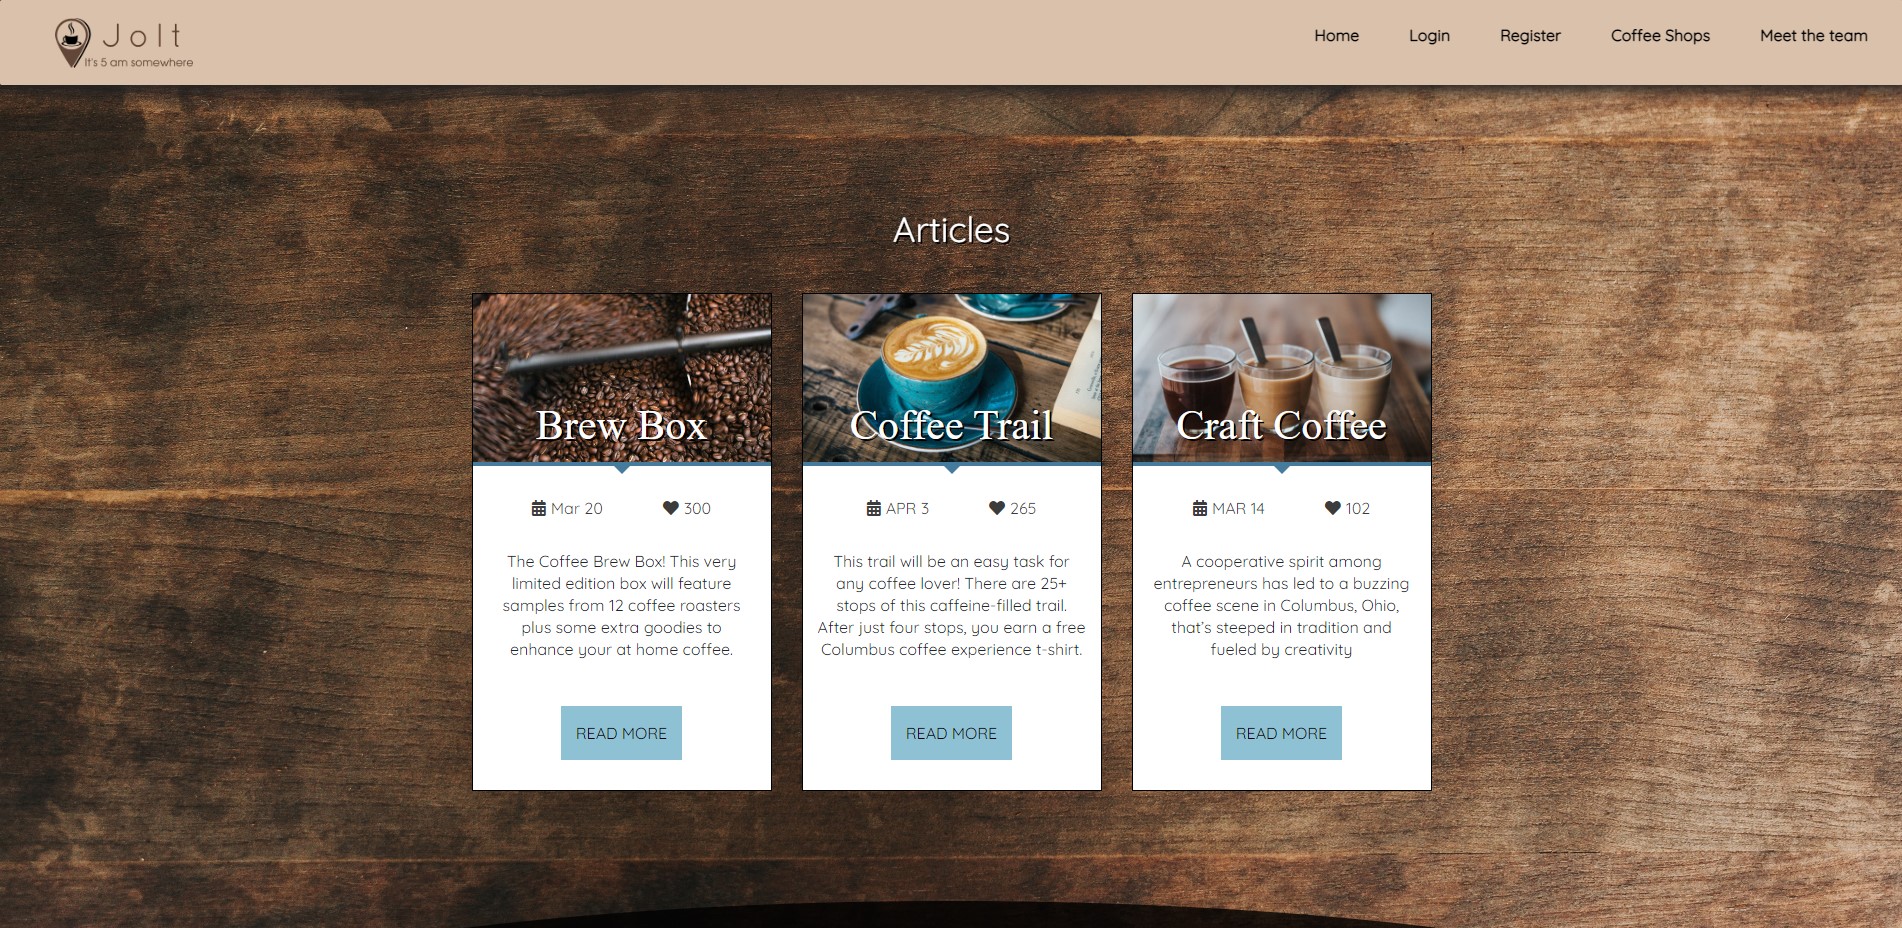 Jolt
It's 5 am somewhere
Home Login Register Coffee Shops Meet the team
Articles
Brew Box
Mar 20 300
The Coffee Brew Box! This very
limited edition box will feature
samples from 12 coffee roasters
plus some extra goodies to
enhance your at home coffee.
READ MORE
Coffee Trail
APR 3 265
This trail will be an easy task for
any coffee lover! There are 25+
stops of this caffeine-filled trail.
After just four stops, you earn a free
Columbus coffee experience t-shirt.
READ MORE
Craft Coffee
MAR 14 102
A cooperative spirit among
entrepreneurs has led to a buzzing
coffee scene in Columbus, Ohio,
that's steeped in tradition and
fueled by creativity
READ MORE